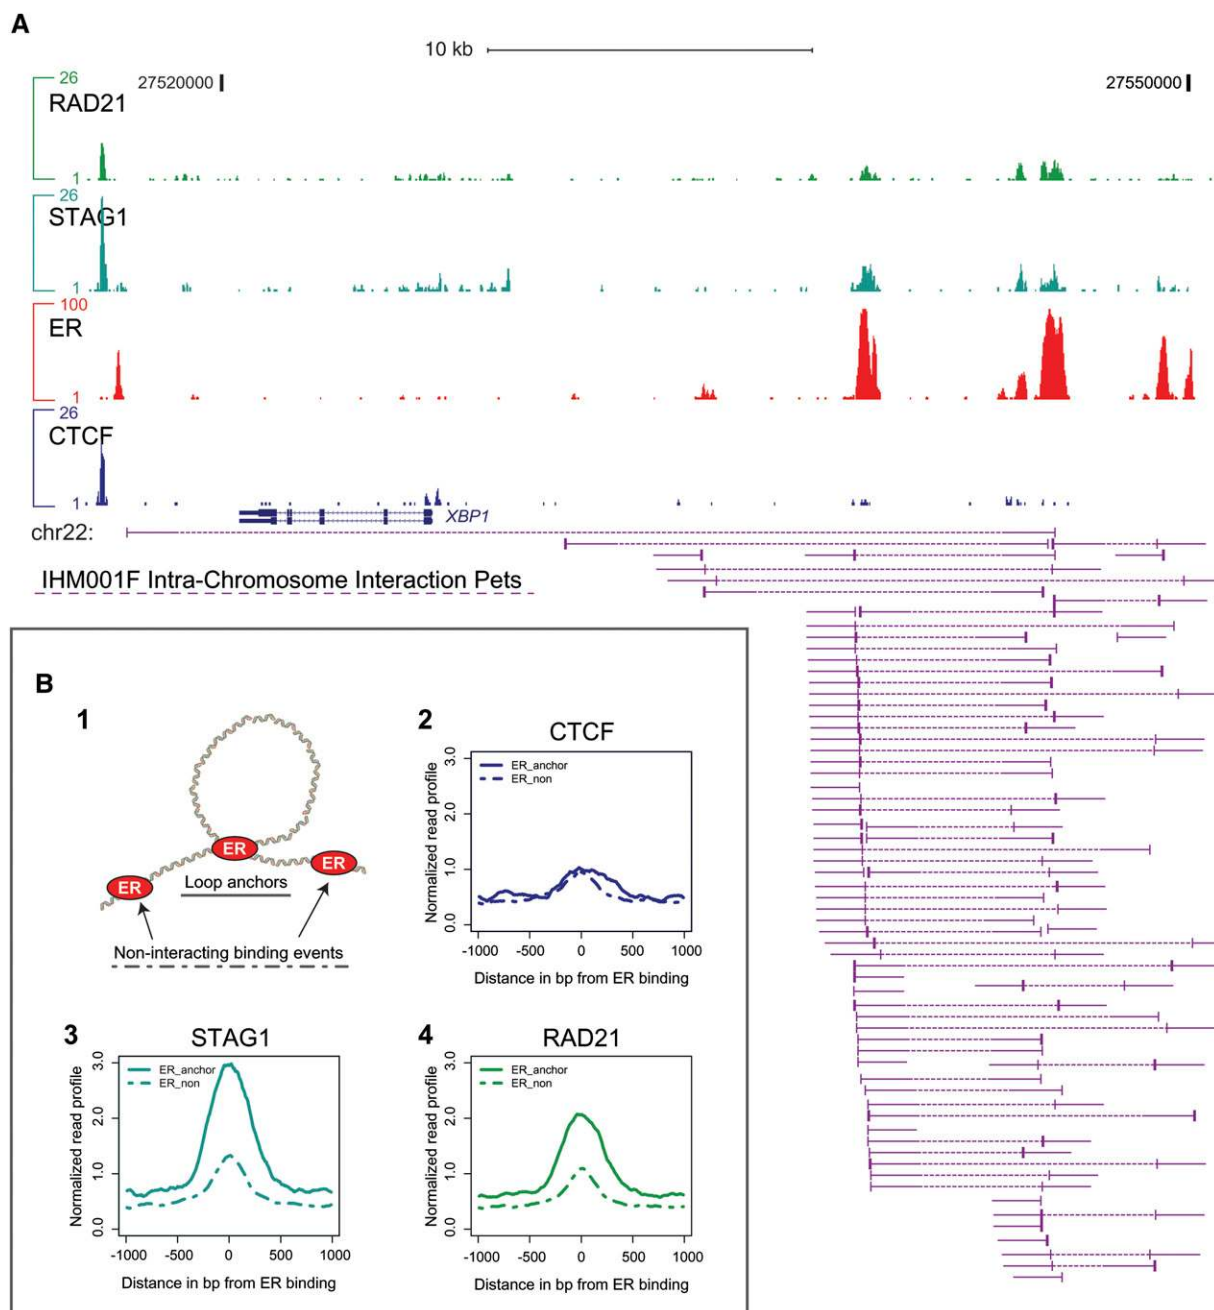 A
10 kb
27520000
27550000
26
RAD21
1
26
STAG1
1
100
ER
1
26
CTCF
1
XBP1
chr22:
IHM001F Intra-Chromosome Interaction Pets
B
1
ER
ER
ER
Loop anchors
Non-interacting binding events
2
CTCF
ER_anchor
ER_non
Normalized read profile
3.0
2.0
1.0
0.0
-1000 -500 0 500 1000
Distance in bp from ER binding
3
STAG1
ER_anchor
ER_non
Normalized read profile
3.0
2.0
1.0
0.0
-1000 -500 0 500 1000
Distance in bp from ER binding
4
RAD21
ER_anchor
ER_non
Normalized read profile
3.0
2.0
1.0
0.0
-1000 -500 0 500 1000
Distance in bp from ER binding